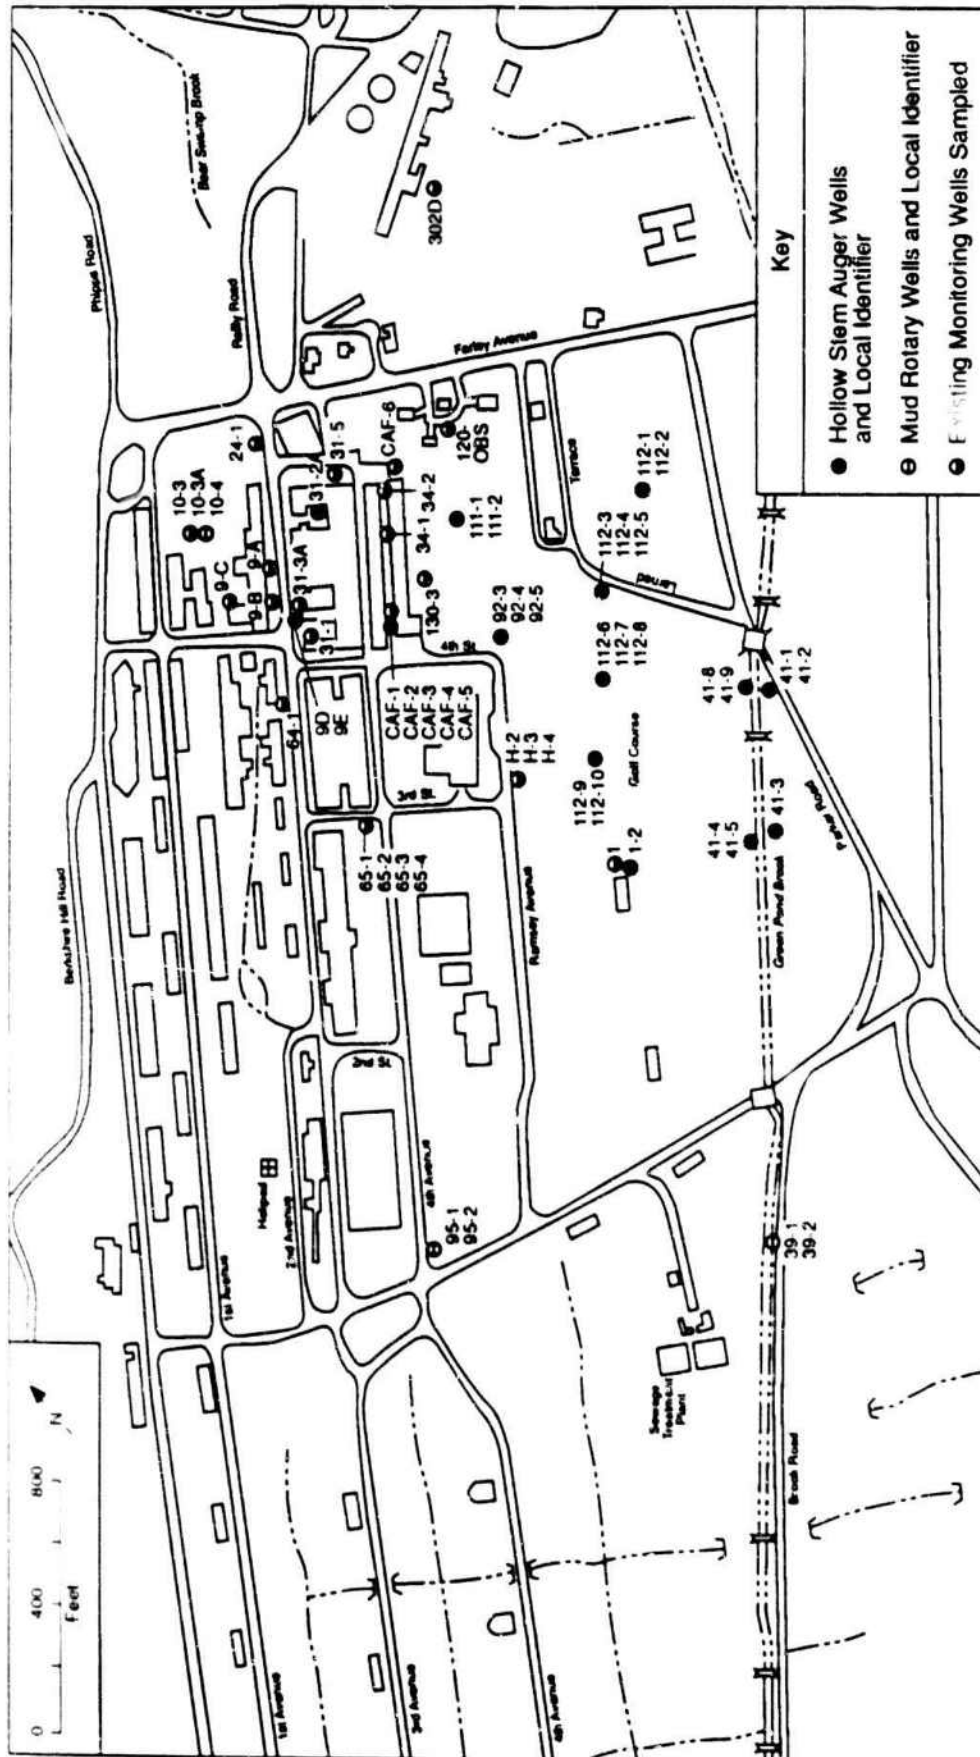 0 400 800
Feet
N
Berkshire Hill Road
Phipps Road
Bear Swamp Brook
Reilly Road
1st Avenue
Helipad
2nd Avenue
3rd St.
2nd St.
4th St.
4th Avenue
Ramsey Avenue
Farley Avenue
Terrace
Larned
Golf Course
Green Pond Brook
Sewage
Treatment
Plant
Brook Road
1st Avenue
3rd Avenue
4th Avenue
10-3
10-3A
10-4
24-1
9-C
9-B
9-A
31-3A
31-2A
31-5
31-1
64-1
9D
9E
CAF-1
CAF-2
CAF-3
CAF-4
CAF-5
CAF-6
34-1
34-2
130-3
120-
OBS
302D
111-1
111-2
92-3
92-4
92-5
112-1
112-2
112-3
112-4
112-5
112-6
112-7
112-8
112-9
112-10
H-2
H-3
H-4
65-1
65-2
65-3
65-4
1
1-2
41-8
41-9
41-1
41-2
41-4
41-5
41-3
95-1
95-2
39-1
39-2
Key
Hollow Stem Auger Wells
and Local Identifier
Mud Rotary Wells and Local Identifier
Existing Monitoring Wells Sampled